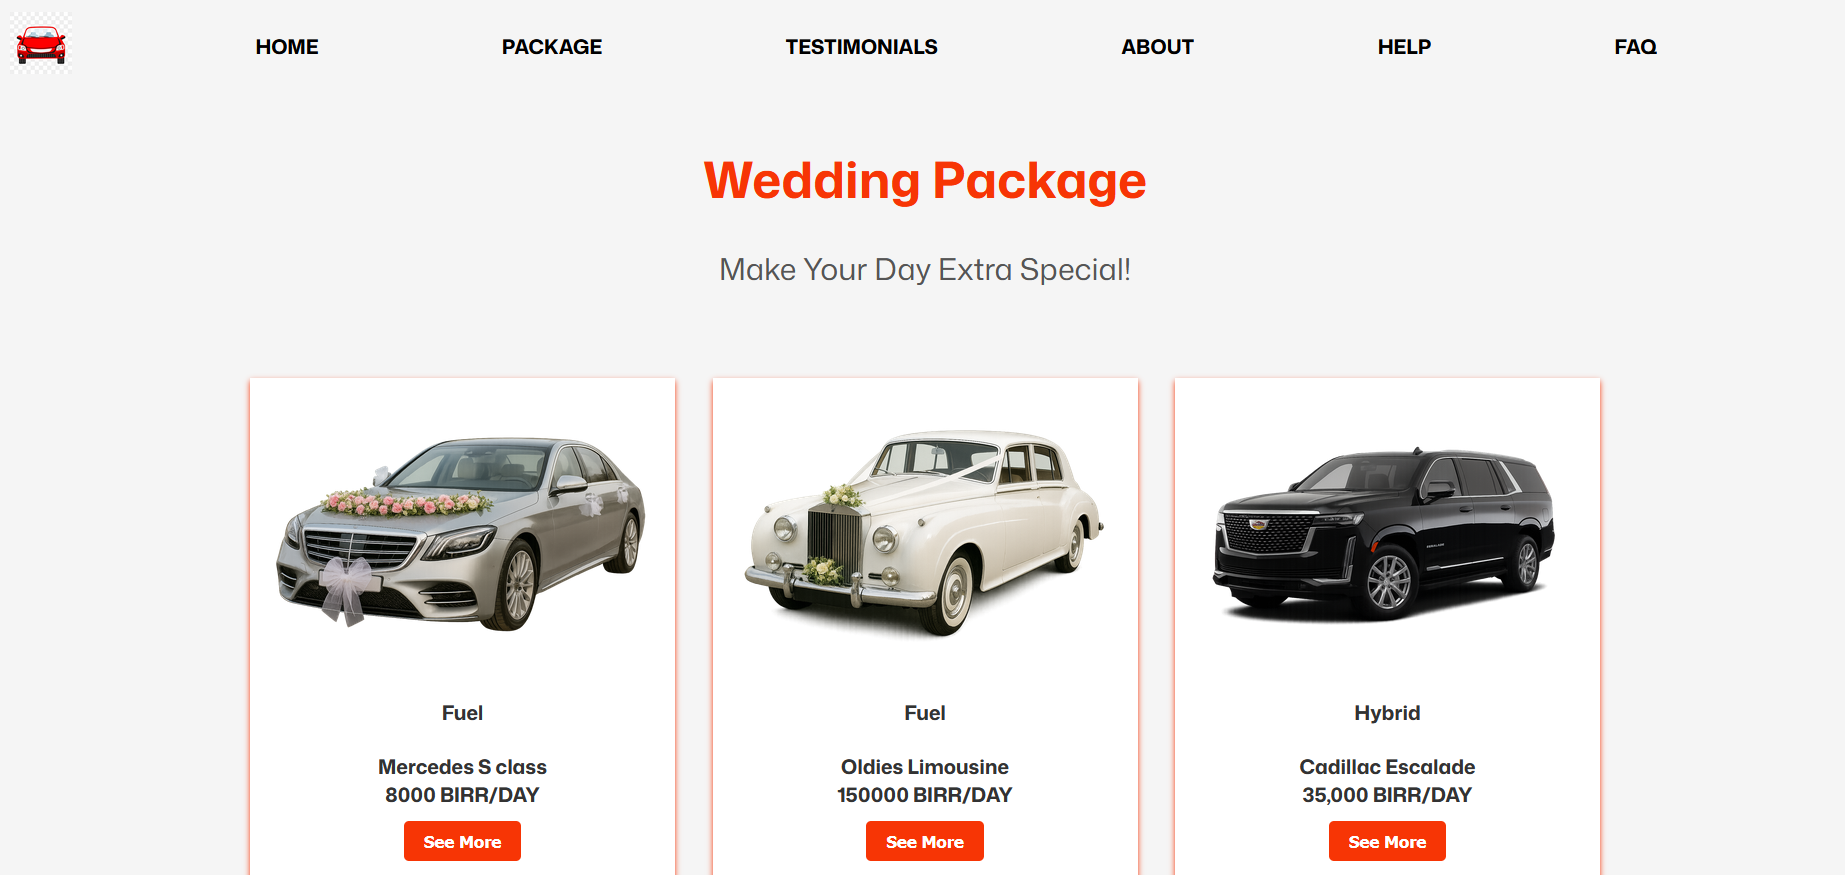 HOME PACKAGE TESTIMONIALS ABOUT HELP FAQ
Wedding Package
Make Your Day Extra Special!
Fuel
Mercedes S class
8000 BIRR/DAY
See More
Fuel
Oldies Limousine
150000 BIRR/DAY
See More
Hybrid
Cadillac Escalade
35,000 BIRR/DAY
See More